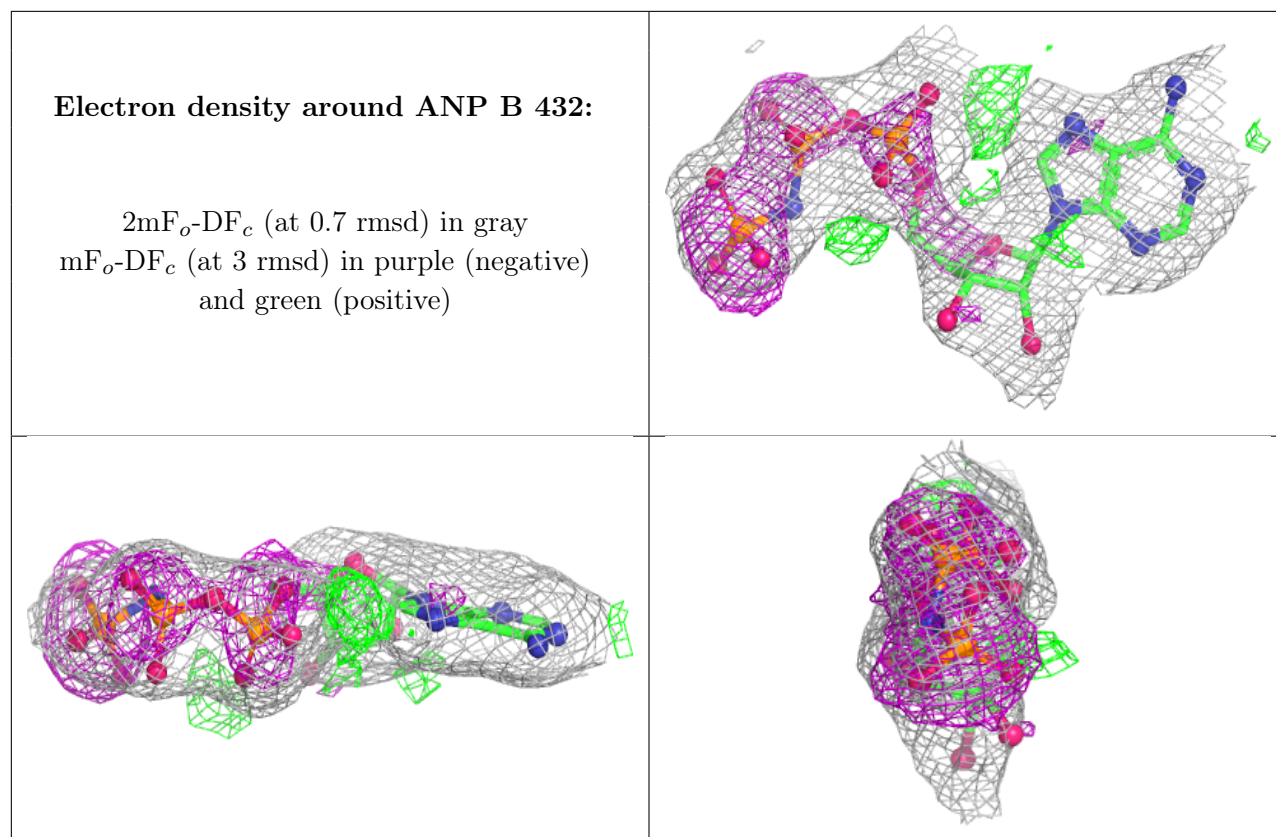 Electron density around ANP B 432:
2mFₒ-DF𝒸 (at 0.7 rmsd) in gray
mFₒ-DF𝒸 (at 3 rmsd) in purple (negative)
and green (positive)